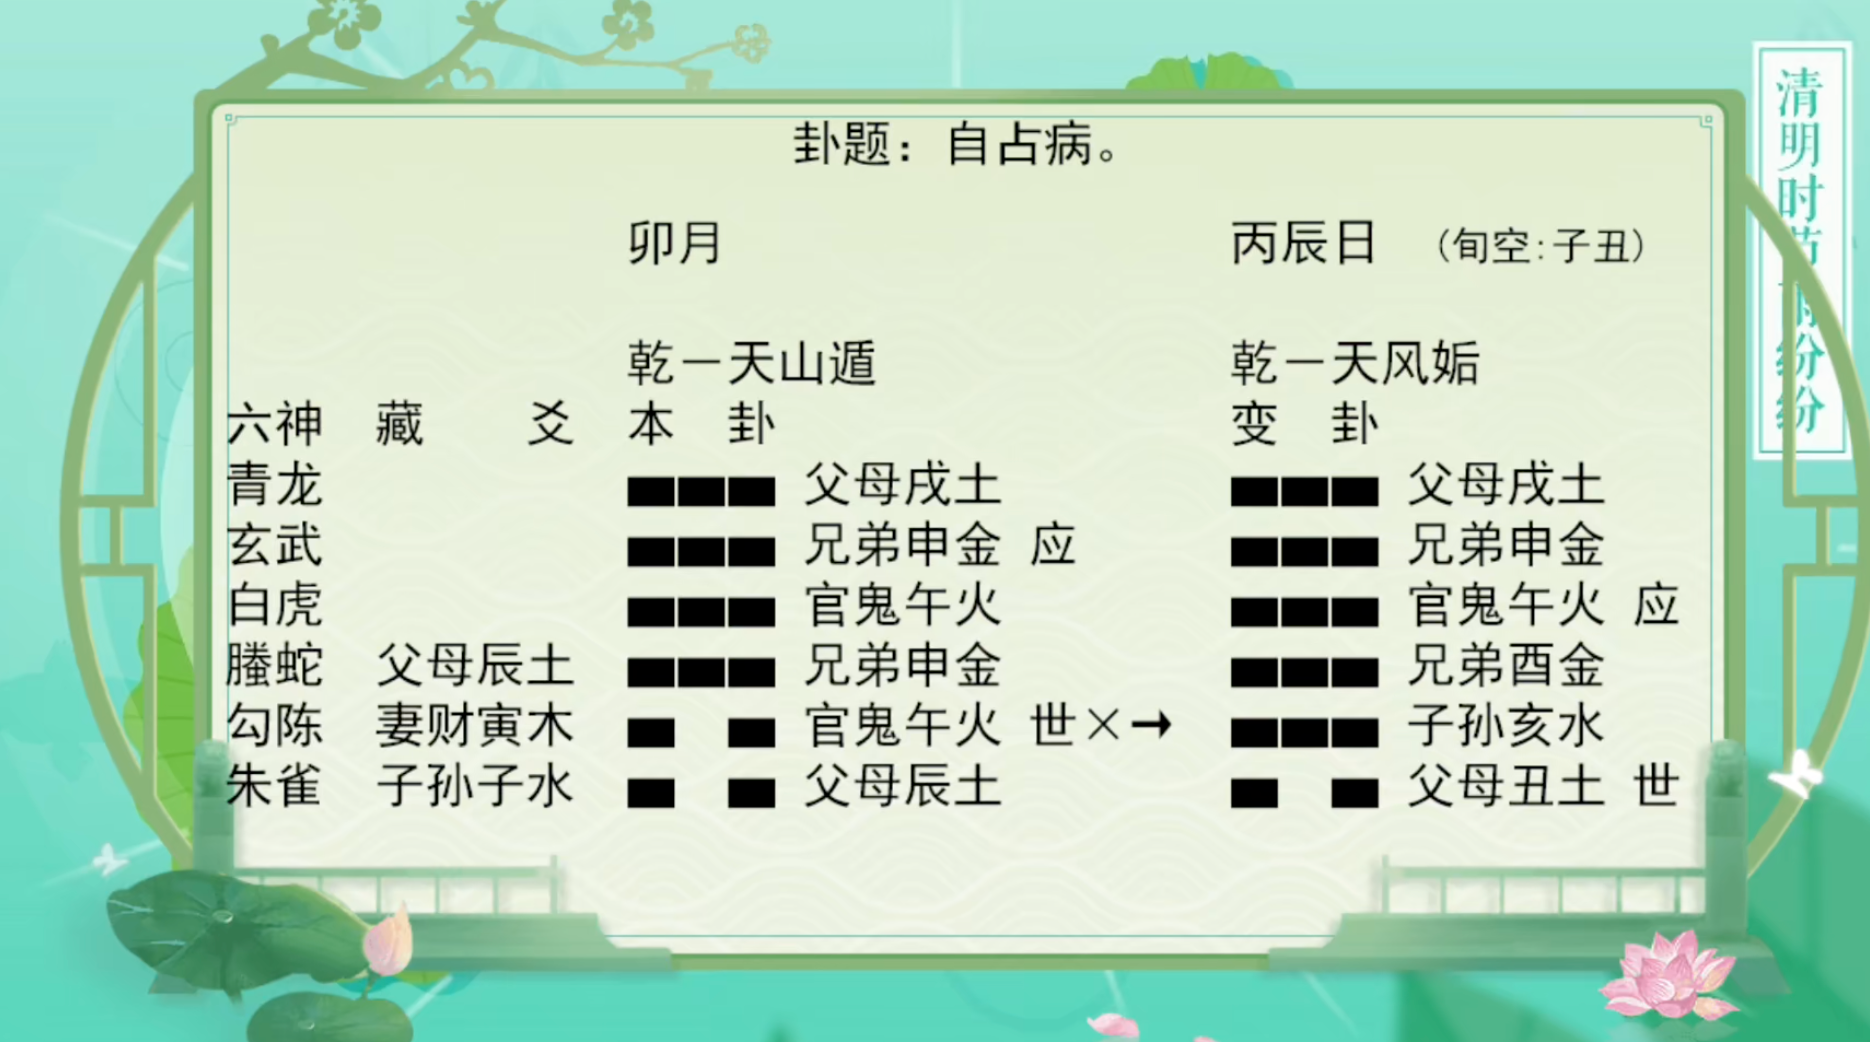 卦题：自占病。
卯月 丙辰日 （旬空:子丑）
乾－天山遁 乾－天风姤
六神 藏 爻 本 卦 变 卦
青龙 父母戌土 父母戌土
玄武 兄弟申金 应 兄弟申金
白虎 官鬼午火 官鬼午火 应
螣蛇 父母辰土 兄弟申金 兄弟酉金
勾陈 妻财寅木 官鬼午火 世×→ 子孙亥水
朱雀 子孙子水 父母辰土 父母丑土 世
清明时节雨纷纷